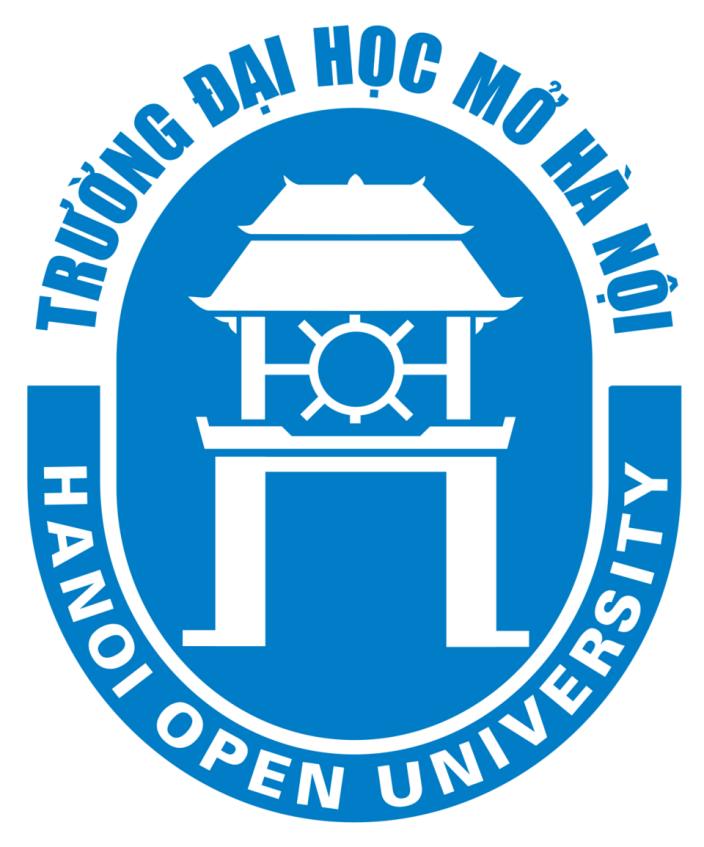 TRƯỜNG ĐẠI HỌC MỞ HÀ NỘI
HANOI OPEN UNIVERSITY